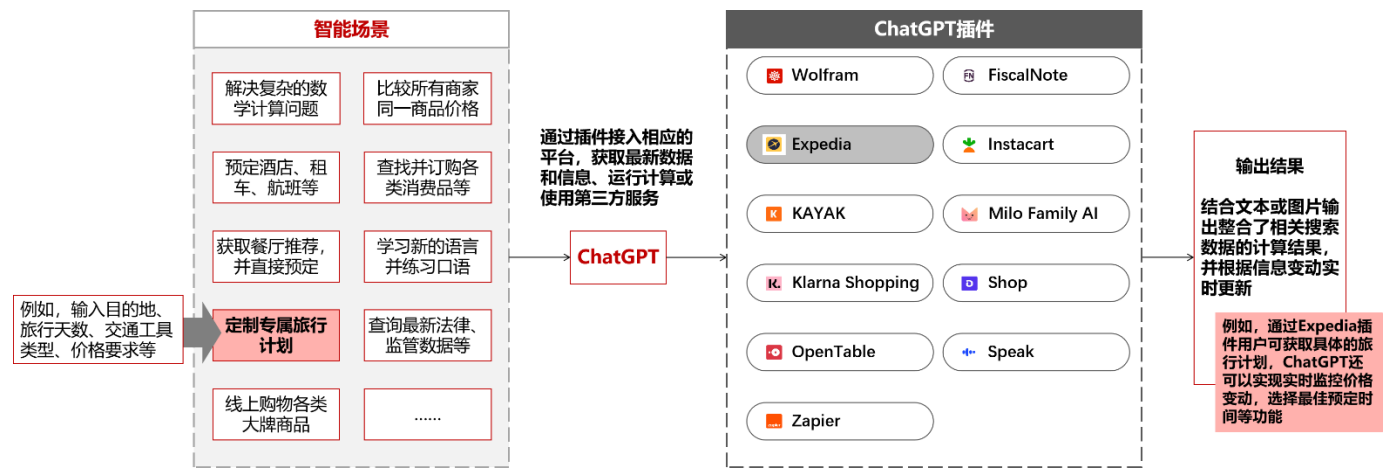 智能场景
解决复杂的数
学计算问题
比较所有商家
同一商品价格
预定酒店、租
车、航班等
查找并订购各
类消费品等
获取餐厅推荐，
并直接预定
学习新的语言
并练习口语
例如，输入目的地、
旅行天数、交通工具
类型、价格要求等
定制专属旅行
计划
查询最新法律、
监管数据等
线上购物各类
大牌商品
……
通过插件接入相应的
平台，获取最新数据
和信息、运行计算或
使用第三方服务
ChatGPT
ChatGPT插件
Wolfram
FN
FiscalNote
Expedia
Instacart
K
KAYAK
Milo Family AI
K.
Klarna Shopping
D
Shop
OpenTable
Speak
Zapier
输出结果
结合文本或图片输
出整合了相关搜索
数据的计算结果，
并根据信息变动实
时更新
例如，通过Expedia插
件用户可获取具体的旅
行计划，ChatGPT还
可以实现实时监控价格
变动，选择最佳预定时
间等功能